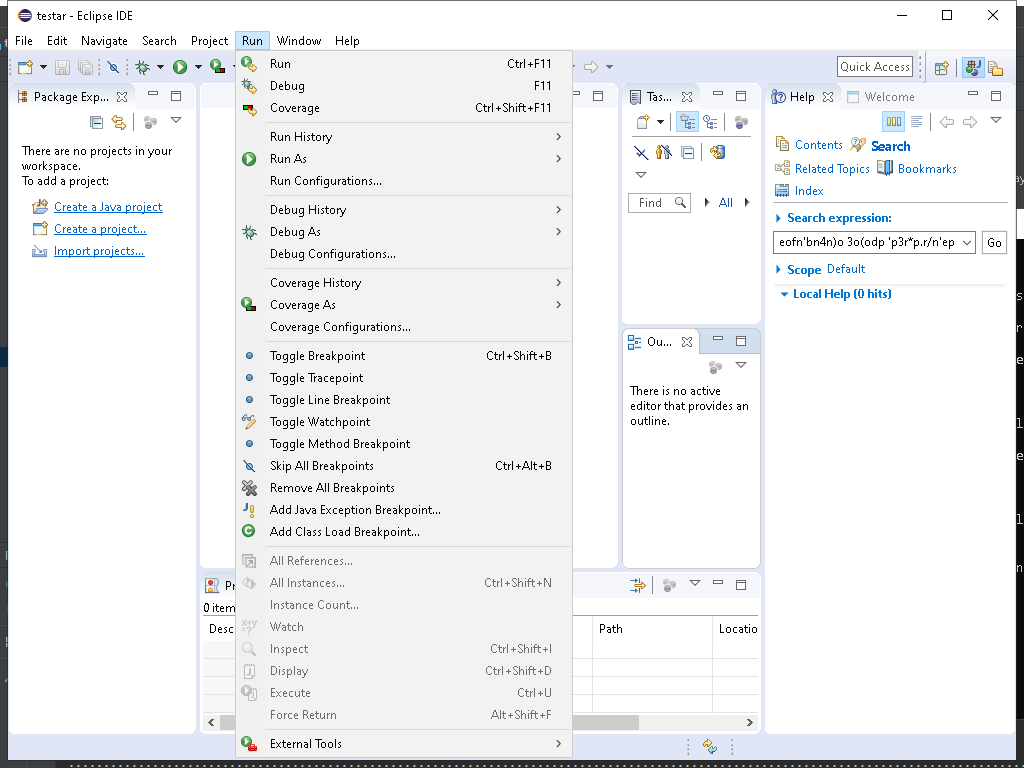 testar - Eclipse IDE
File Edit Navigate Search Project Run Window Help
Quick Access
Package Exp...
There are no projects in your
workspace.
To add a project:
Create a Java project
Create a project...
Import projects...
Run Ctrl+F11
Debug F11
Coverage Ctrl+Shift+F11
Run History
Run As
Run Configurations...
Debug History
Debug As
Debug Configurations...
Coverage History
Coverage As
Coverage Configurations...
Toggle Breakpoint Ctrl+Shift+B
Toggle Tracepoint
Toggle Line Breakpoint
Toggle Watchpoint
Toggle Method Breakpoint
Skip All Breakpoints Ctrl+Alt+B
Remove All Breakpoints
Add Java Exception Breakpoint...
Add Class Load Breakpoint...
All References...
All Instances... Ctrl+Shift+N
Instance Count...
Watch
Inspect Ctrl+Shift+I
Display Ctrl+Shift+D
Execute Ctrl+U
Force Return Alt+Shift+F
External Tools
Tas...
Find All
Ou...
There is no active
editor that provides an
outline.
Help Welcome
Contents Search
Related Topics Bookmarks
Index
Search expression:
eofn'bn4n)o 3o(odp 'p3r*p.r/n'ep Go
Scope Default
Local Help (0 hits)
Pr
0 item
Desc Path Locatio